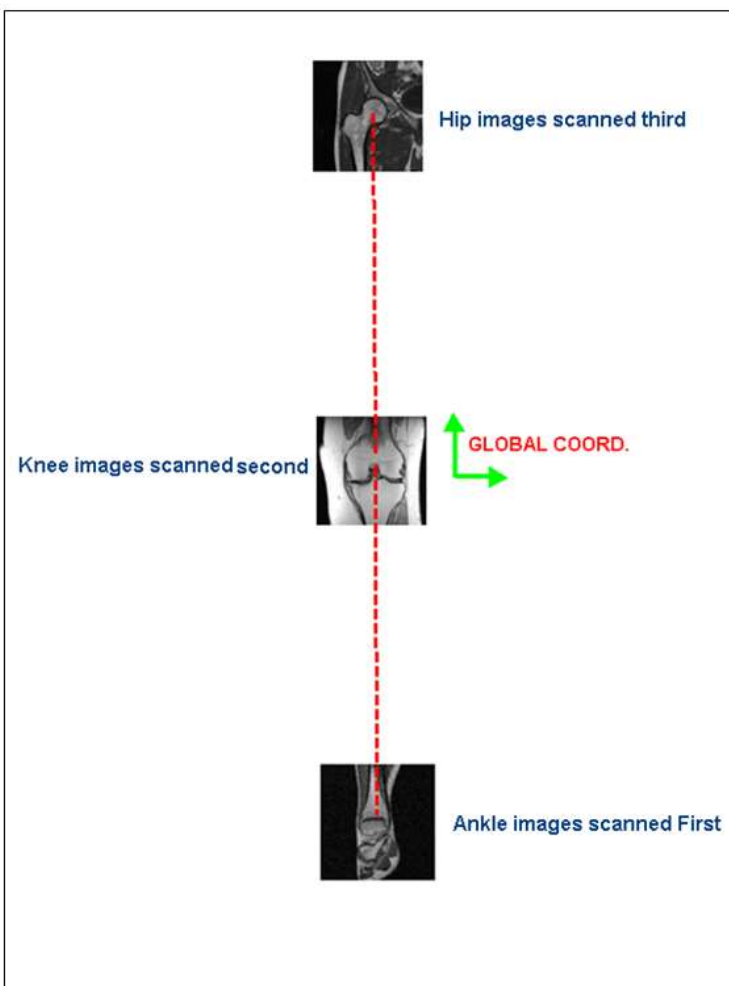 Hip images scanned third
GLOBAL COORD.
Knee images scanned second
Ankle images scanned First